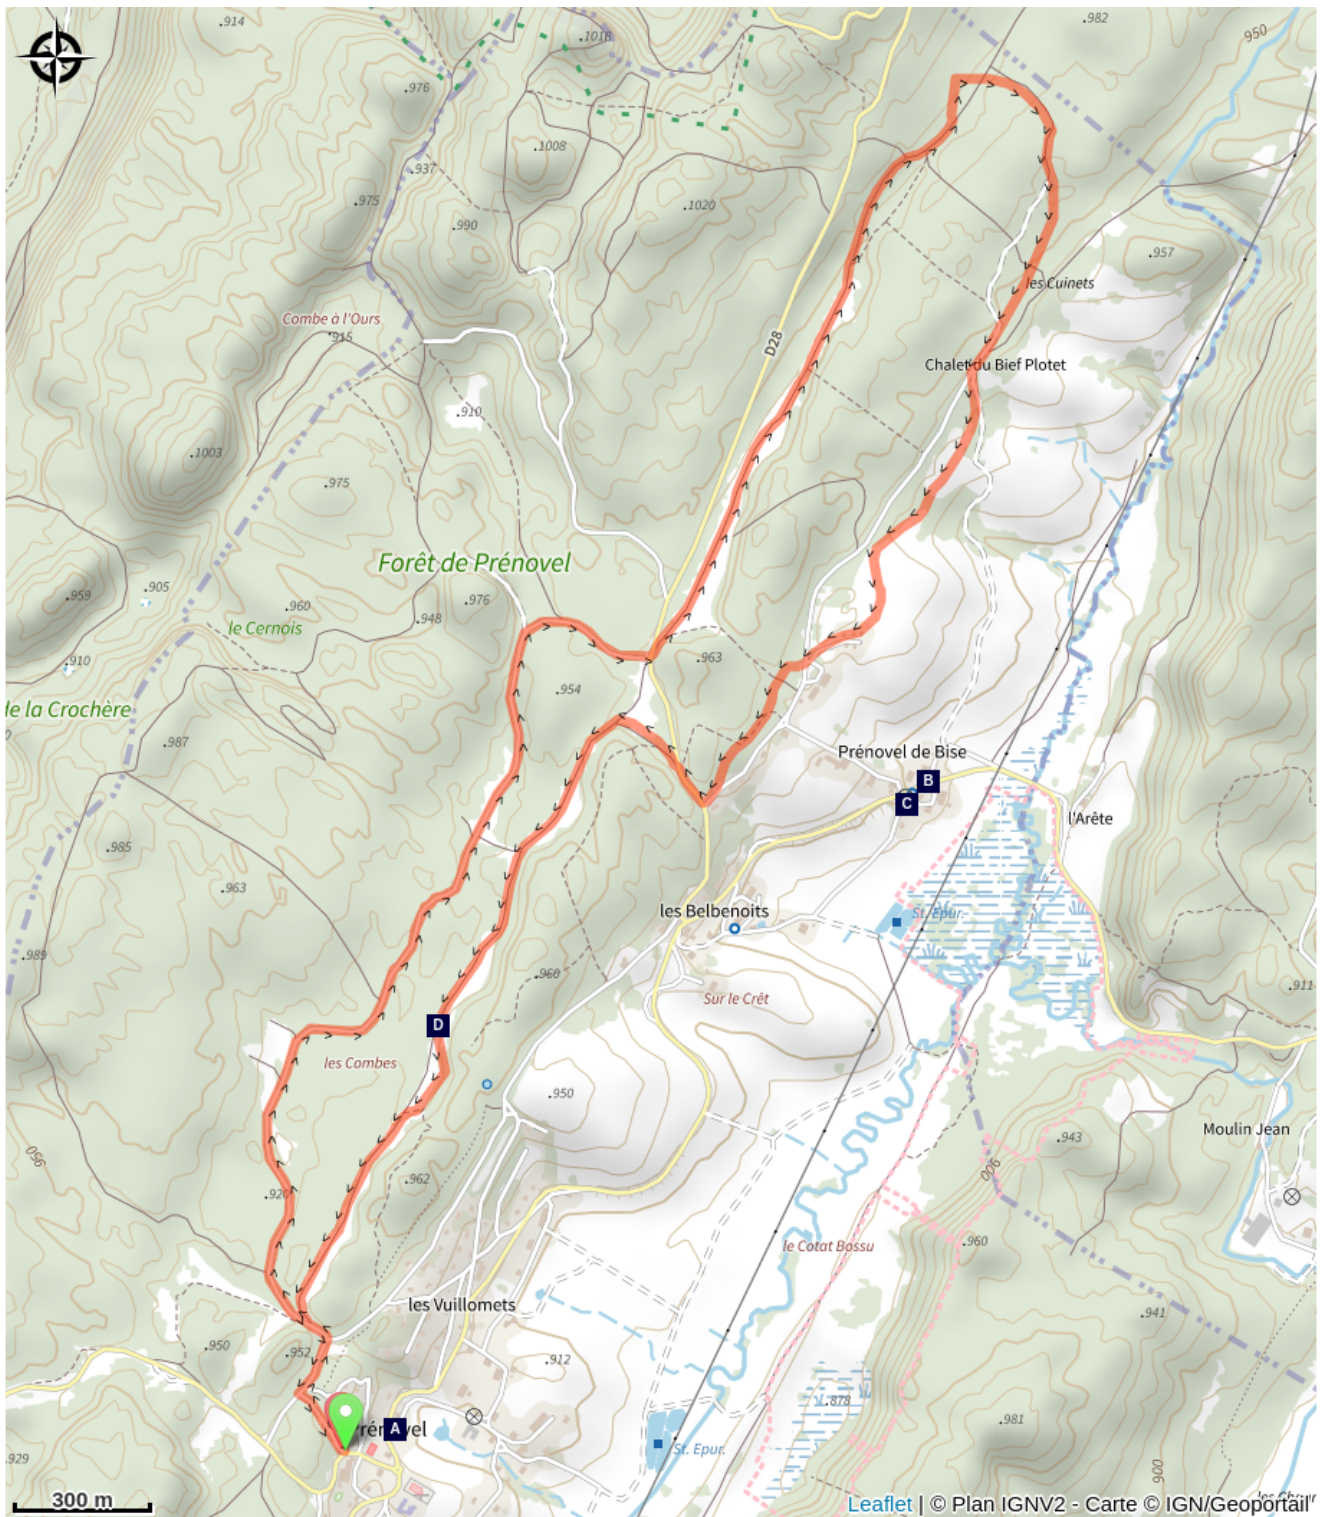 .914
.982
950
.1018
.976
.1008
.937
.975
.1020
.990
.957
les Cuinets
Combe à l'Ours
.915
D28
Chalet du Bief Plotet
.910
.1003
.975
Forêt de Prénovel
.905
.959
.960
.976
.948
le Cernois
.910
.963
.954
de la Crochère
.987
Prénovel de Bise
B
C
l'Arête
.985
.963
les Belbenoits
St. Epur.
.989
.960
.911
Sur le Crêt
D
les Combes
.950
Moulin Jean
.943
950
.962
900
.920
.960
le Cotat Bossu
les Vuillomets
.941
.950
.952
.912
.878
.981
A
.929
St. Epur.
900
300 m
Leaflet | © Plan IGNV2 - Carte © IGN/Geoportail